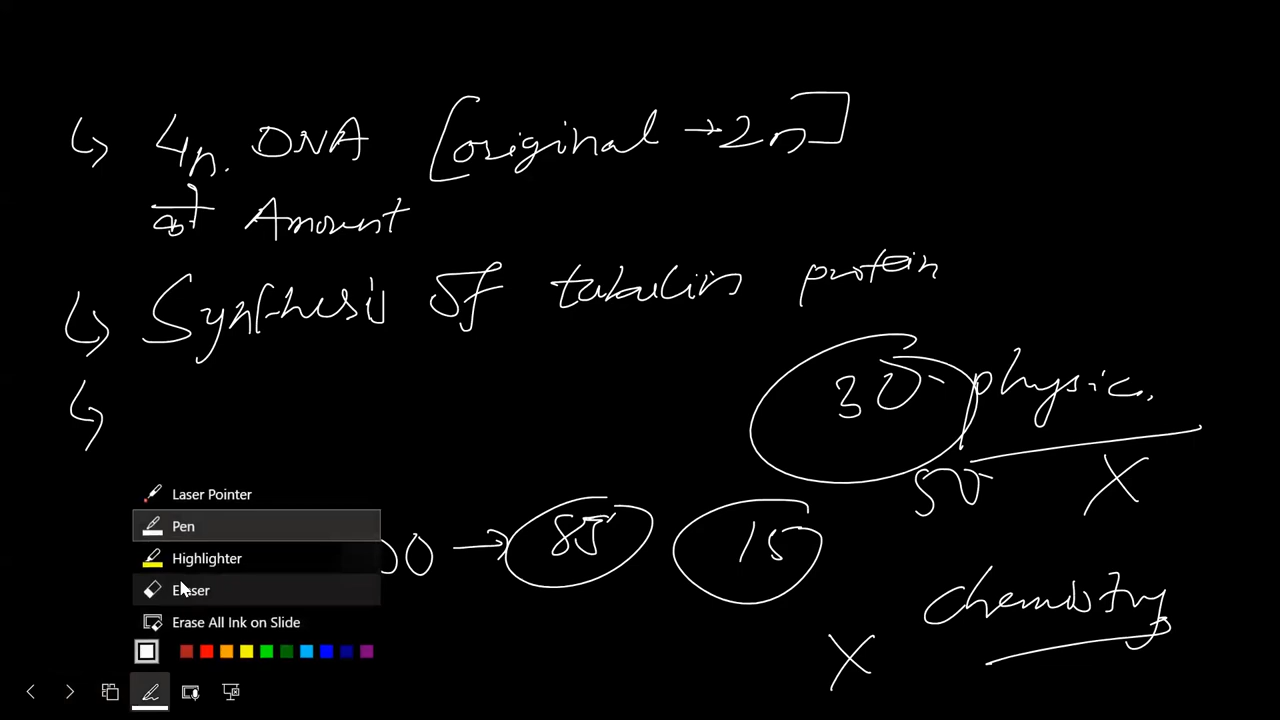 ↳ 4n. DNA [original → 2n]
Amount
↳ Synthesis of tubulin protein
↳
30 physics.
50 X
Laser Pointer
Pen
00 → 85 15
Highlighter
Eraser
chemistry
Erase All Ink on Slide
X